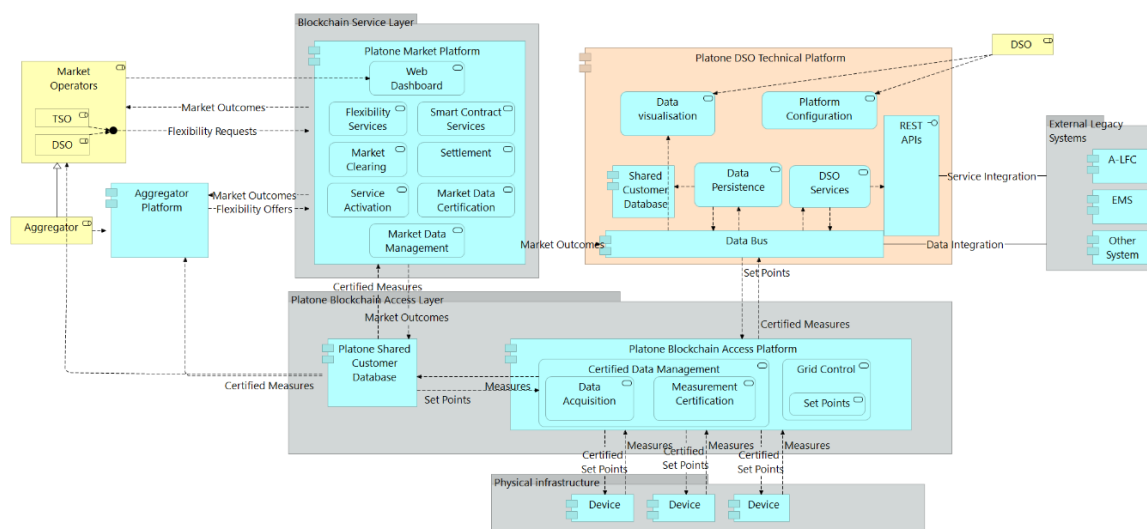 Blockchain Service Layer
Platone Market Platform
Web
Dashboard
Flexibility
Services
Smart Contract
Services
Market
Clearing
Settlement
Service
Activation
Market Data
Certification
Market Data
Management
Market
Operators
TSO
DSO
Market Outcomes
Flexibility Requests
Aggregator
Platform
Market Outcomes
Flexibility Offers
Aggregator
Platone DSO Technical Platform
DSO
Data
visualisation
Platform
Configuration
REST
APIs
Shared
Customer
Database
Data
Persistence
DSO
Services
Market Outcomes
Data Bus
Service Integration
Data Integration
External Legacy
Systems
A-LFC
EMS
Other
System
Certified Measures
Market Outcomes
Set Points
Certified Measures
Platone Blockchain Access Layer
Platone Shared
Customer
Database
Certified Measures
Measures
Set Points
Platone Blockchain Access Platform
Certified Data Management
Data
Acquisition
Measurement
Certification
Grid Control
Set Points
Certified
Set Points
Measures
Certified
Set Points
Measures
Certified
Set Points
Measures
Physical infrastructure
Device
Device
Device